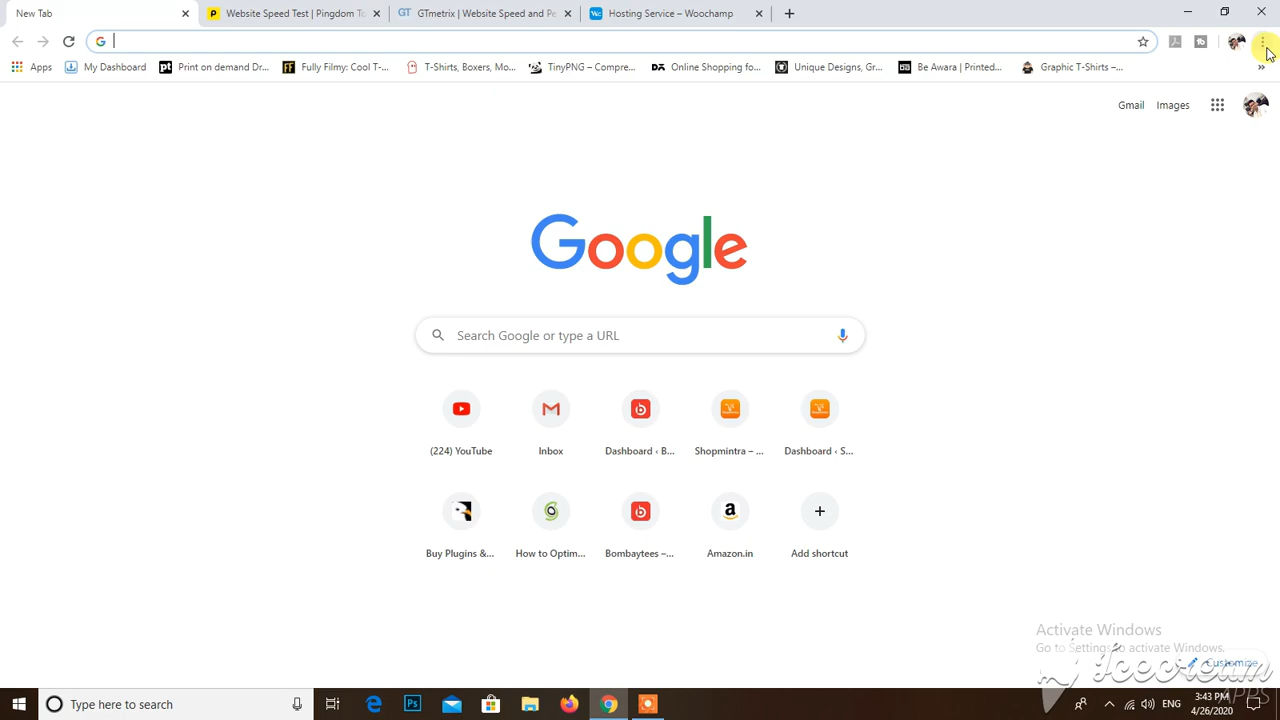 New Tab
Website Speed Test | Pingdom To
GTmetrix | Website Speed and Pe
Hosting Service – Woochamp
Apps
My Dashboard
Print on demand Dr...
Fully Filmy: Cool T-...
T-Shirts, Boxers, Mo...
TinyPNG – Compre...
Online Shopping fo...
Unique Designs, Gr...
Be Awara | Printed...
Graphic T-Shirts –...
Gmail
Images
Google
Search Google or type a URL
(224) YouTube
Inbox
Dashboard ‹ B...
Shopmintra – ...
Dashboard ‹ S...
Buy Plugins &...
How to Optim...
Bombaytees –...
Amazon.in
Add shortcut
Activate Windows
Go to Settings to activate Windows.
Customize
Icecream
APPS
Type here to search
ENG
3:43 PM
4/26/2020